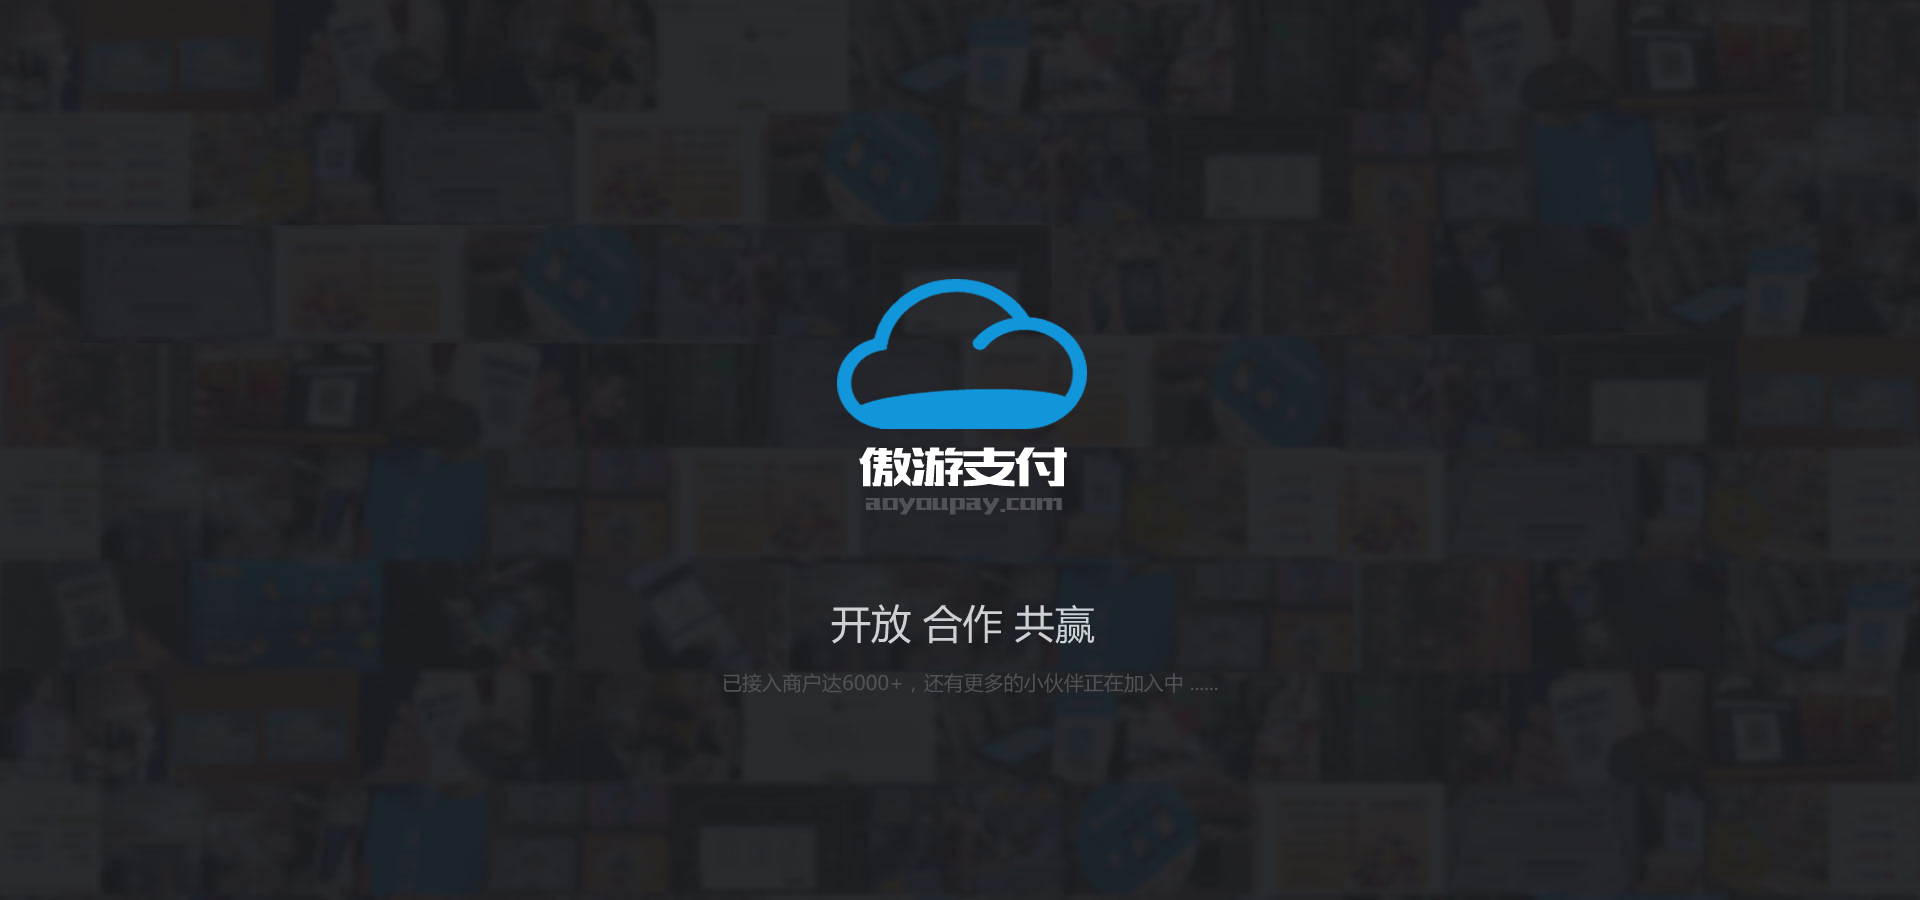 傲游支付
aoyoupay.com
开放 合作 共赢
已接入商户达6000+，还有更多的小伙伴正在加入中 ......